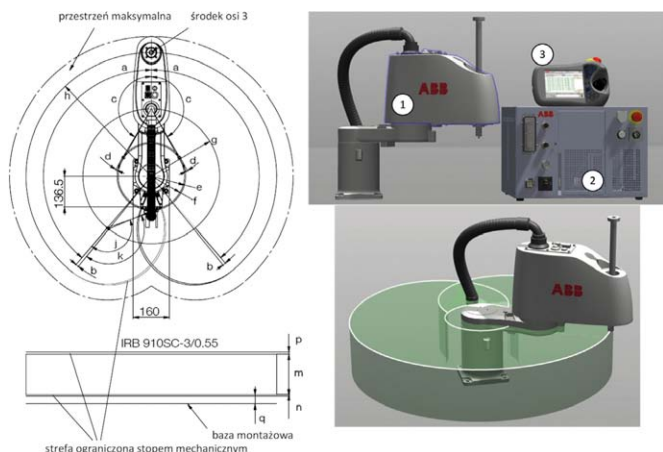 przestrzeń maksymalna
środek osi 3
a
a
h
c
c
g
d
d
e
f
136.5
j
k
b
b
160
IRB 910SC-3/0.55
p
m
n
q
baza montażowa
strefa ograniczona stopem mechanicznym
1
ABB
3
ABB
2
ABB